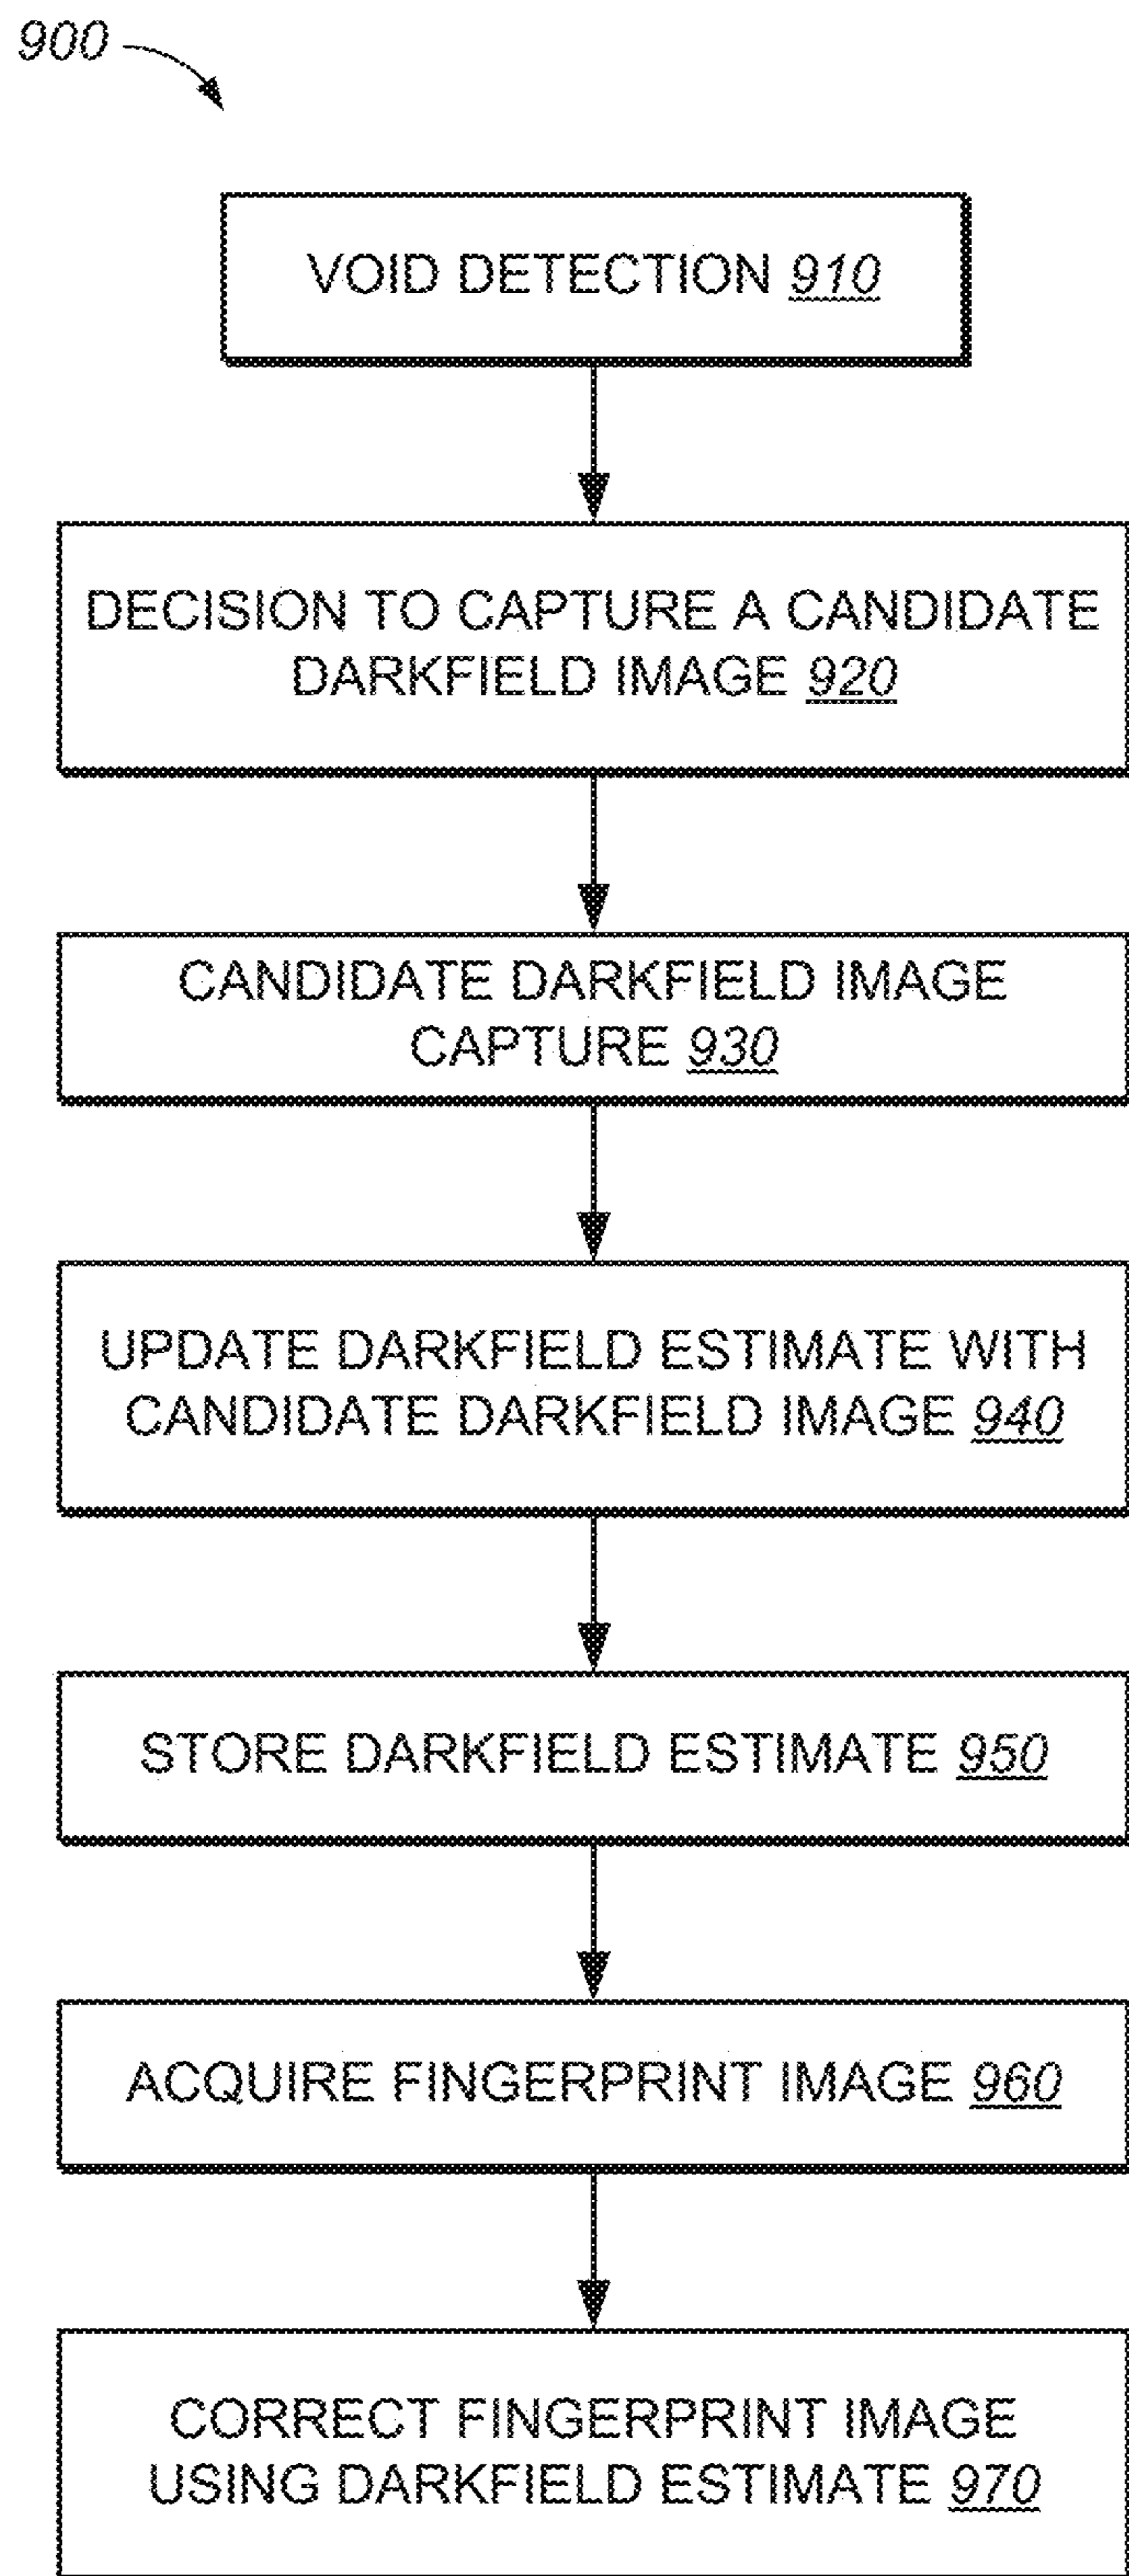 900
VOID DETECTION 910
DECISION TO CAPTURE A CANDIDATE
DARKFIELD IMAGE 920
CANDIDATE DARKFIELD IMAGE
CAPTURE 930
UPDATE DARKFIELD ESTIMATE WITH
CANDIDATE DARKFIELD IMAGE 940
STORE DARKFIELD ESTIMATE 950
ACQUIRE FINGERPRINT IMAGE 960
CORRECT FINGERPRINT IMAGE
USING DARKFIELD ESTIMATE 970